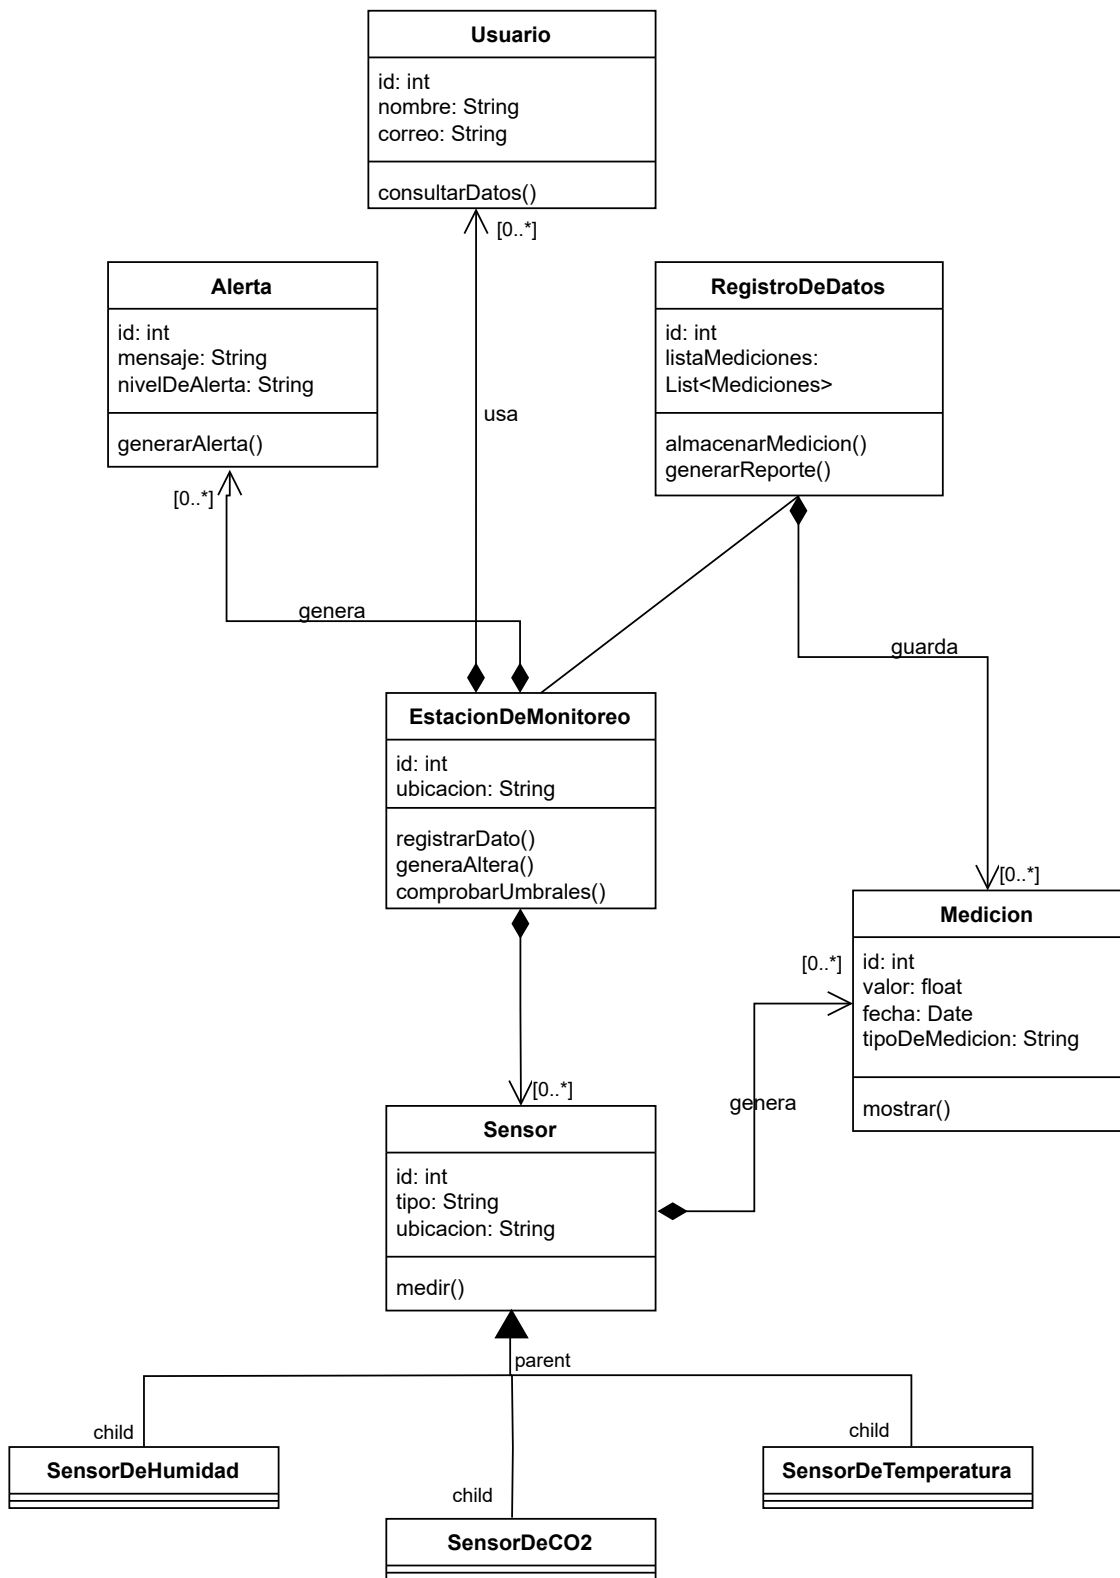 Usuario
id: int
nombre: String
correo: String
consultarDatos()
[0..*]
Alerta
id: int
mensaje: String
nivelDeAlerta: String
generarAlerta()
[0..*]
RegistroDeDatos
id: int
listaMediciones:
List<Mediciones>
almacenarMedicion()
generarReporte()
usa
genera
guarda
EstacionDeMonitoreo
id: int
ubicacion: String
registrarDato()
generaAltera()
comprobarUmbrales()
[0..*]
Medicion
id: int
valor: float
fecha: Date
tipoDeMedicion: String
mostrar()
[0..*]
[0..*]
genera
Sensor
id: int
tipo: String
ubicacion: String
medir()
parent
child
child
child
SensorDeHumidad
SensorDeTemperatura
SensorDeCO2